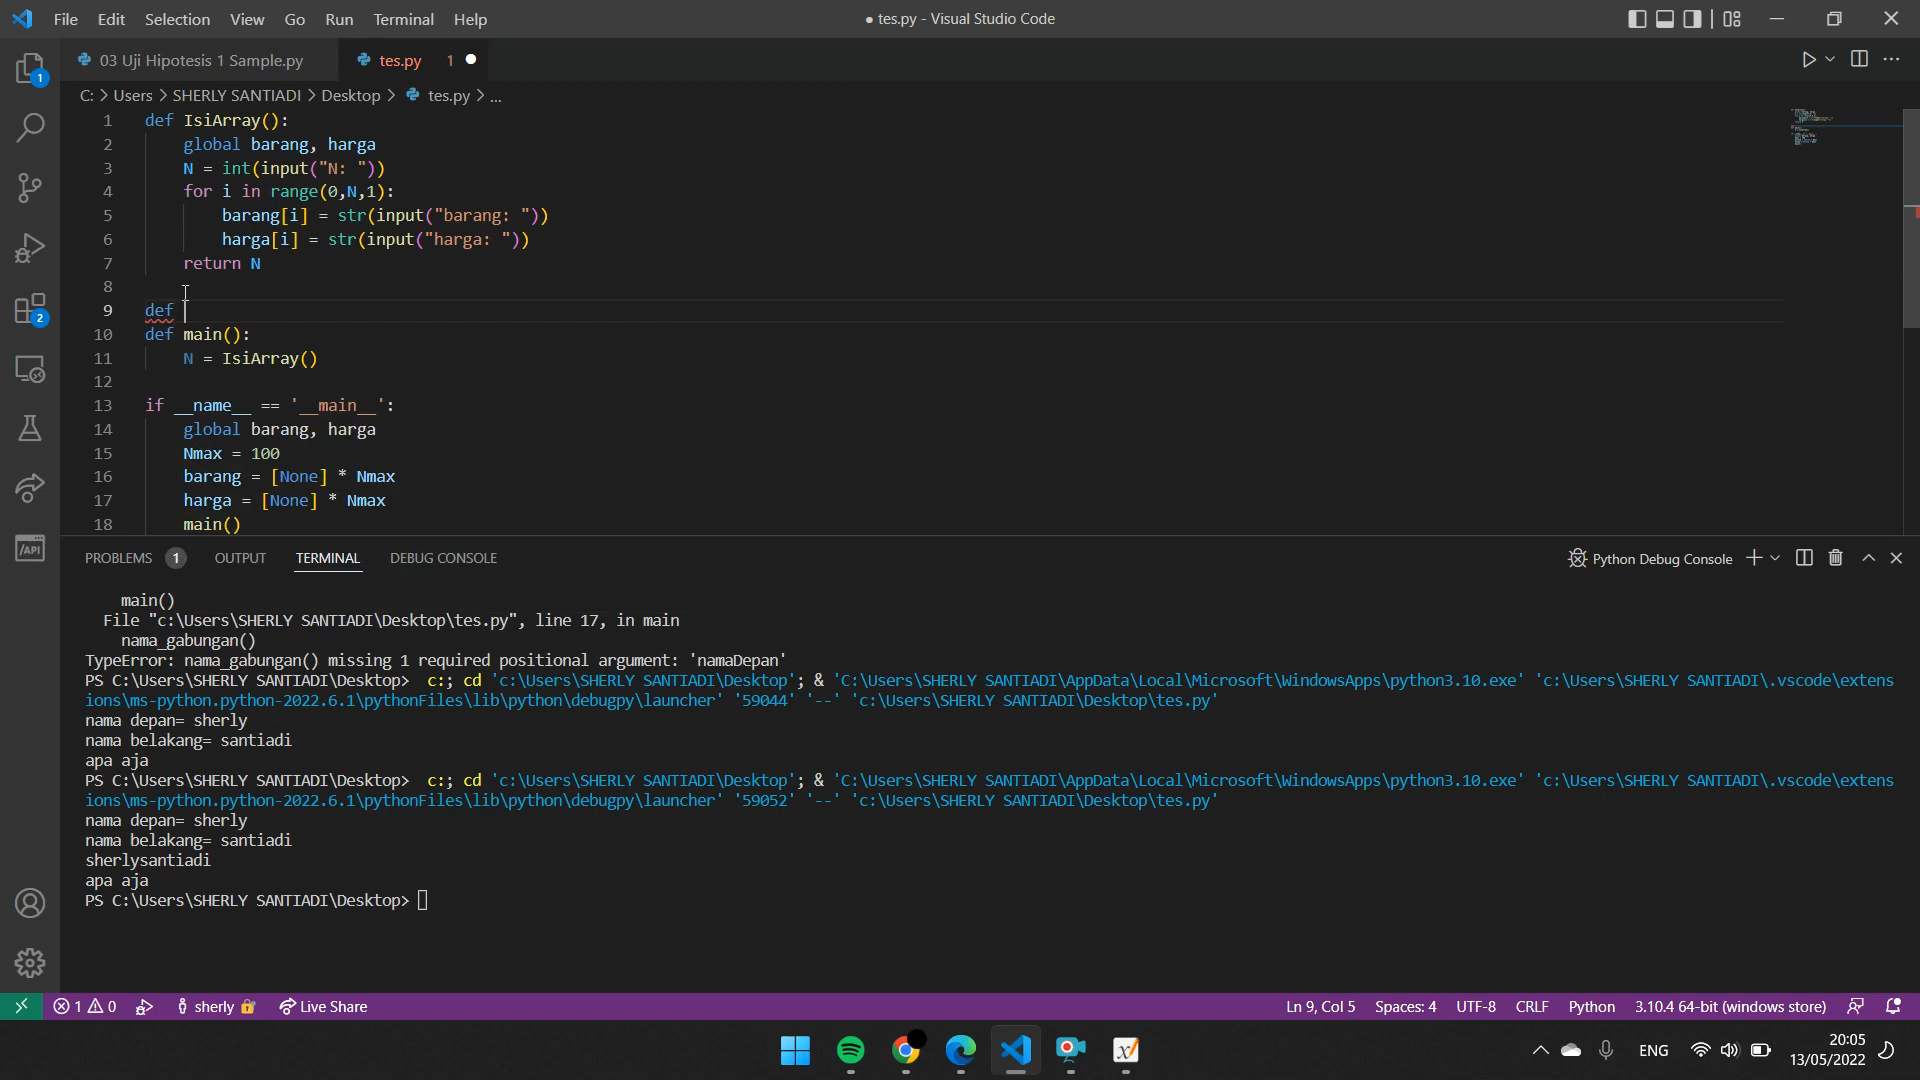 File Edit Selection View Go Run Terminal Help ● tes.py - Visual Studio Code
03 Uji Hipotesis 1 Sample.py tes.py 1 ●
C: > Users > SHERLY SANTIADI > Desktop > tes.py > ...
1 def IsiArray():
2 global barang, harga
3 N = int(input("N: "))
4 for i in range(0,N,1):
5 barang[i] = str(input("barang: "))
6 harga[i] = str(input("harga: "))
7 return N
8
9 def
10 def main():
11 N = IsiArray()
12
13 if __name__ == '__main__':
14 global barang, harga
15 Nmax = 100
16 barang = [None] * Nmax
17 harga = [None] * Nmax
18 main()
PROBLEMS 1 OUTPUT TERMINAL DEBUG CONSOLE Python Debug Console
main()
File "c:\Users\SHERLY SANTIADI\Desktop\tes.py", line 17, in main
nama_gabungan()
TypeError: nama_gabungan() missing 1 required positional argument: 'namaDepan'
PS C:\Users\SHERLY SANTIADI\Desktop>  c:; cd 'c:\Users\SHERLY SANTIADI\Desktop'; & 'C:\Users\SHERLY SANTIADI\AppData\Local\Microsoft\WindowsApps\python3.10.exe' 'c:\Users\SHERLY SANTIADI\.vscode\extens
ions\ms-python.python-2022.6.1\pythonFiles\lib\python\debugpy\launcher' '59044' '--' 'c:\Users\SHERLY SANTIADI\Desktop\tes.py'
nama depan= sherly
nama belakang= santiadi
apa aja
PS C:\Users\SHERLY SANTIADI\Desktop>  c:; cd 'c:\Users\SHERLY SANTIADI\Desktop'; & 'C:\Users\SHERLY SANTIADI\AppData\Local\Microsoft\WindowsApps\python3.10.exe' 'c:\Users\SHERLY SANTIADI\.vscode\extens
ions\ms-python.python-2022.6.1\pythonFiles\lib\python\debugpy\launcher' '59052' '--' 'c:\Users\SHERLY SANTIADI\Desktop\tes.py'
nama depan= sherly
nama belakang= santiadi
sherlysantiadi
apa aja
PS C:\Users\SHERLY SANTIADI\Desktop>
1 0 sherly Live Share Ln 9, Col 5 Spaces: 4 UTF-8 CRLF Python 3.10.4 64-bit (windows store)
ENG 20:05
13/05/2022
1
2
/API